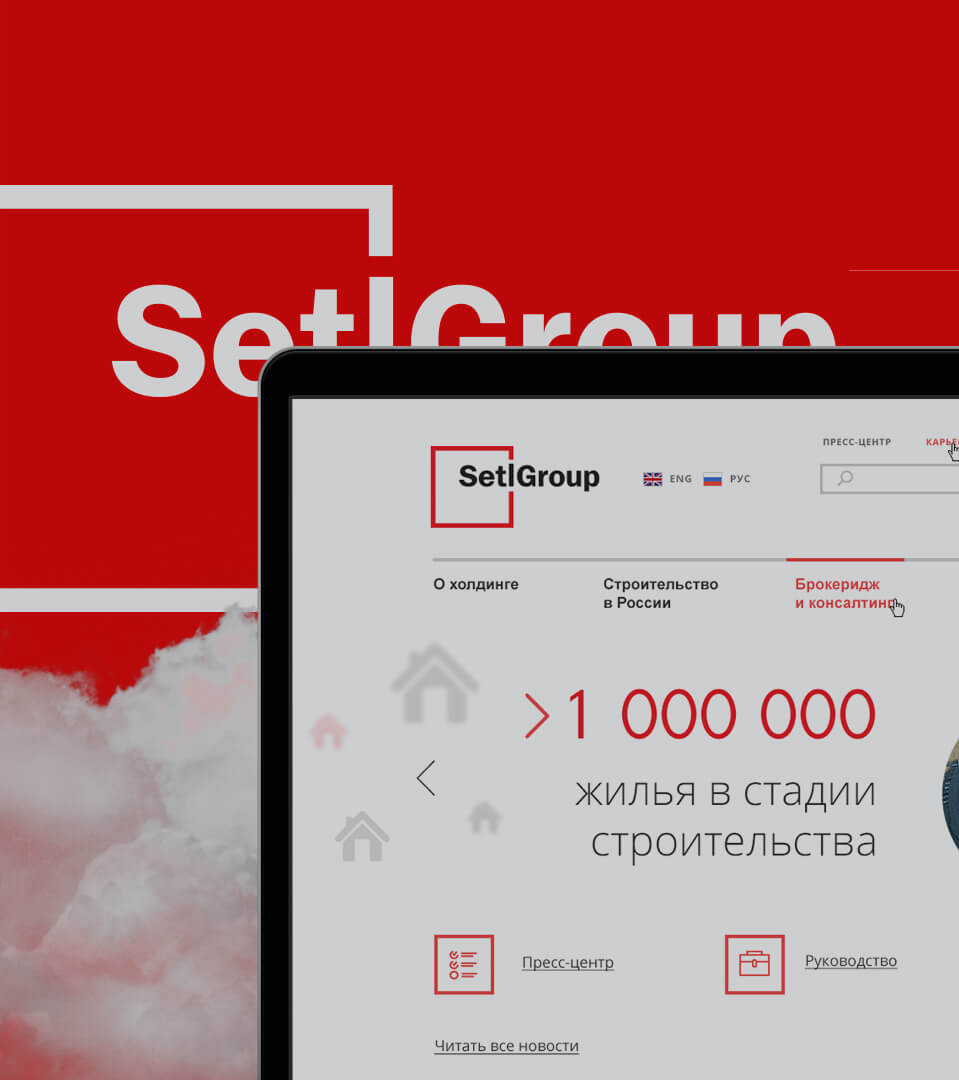 SetlGroup
ПРЕСС-ЦЕНТР
SetlGroup
ENG РУС
О холдинге
Строительство
в России
Брокеридж
и консалтинг
>1 000 000
жилья в стадии
строительства
Пресс-центр
Руководство
Читать все новости